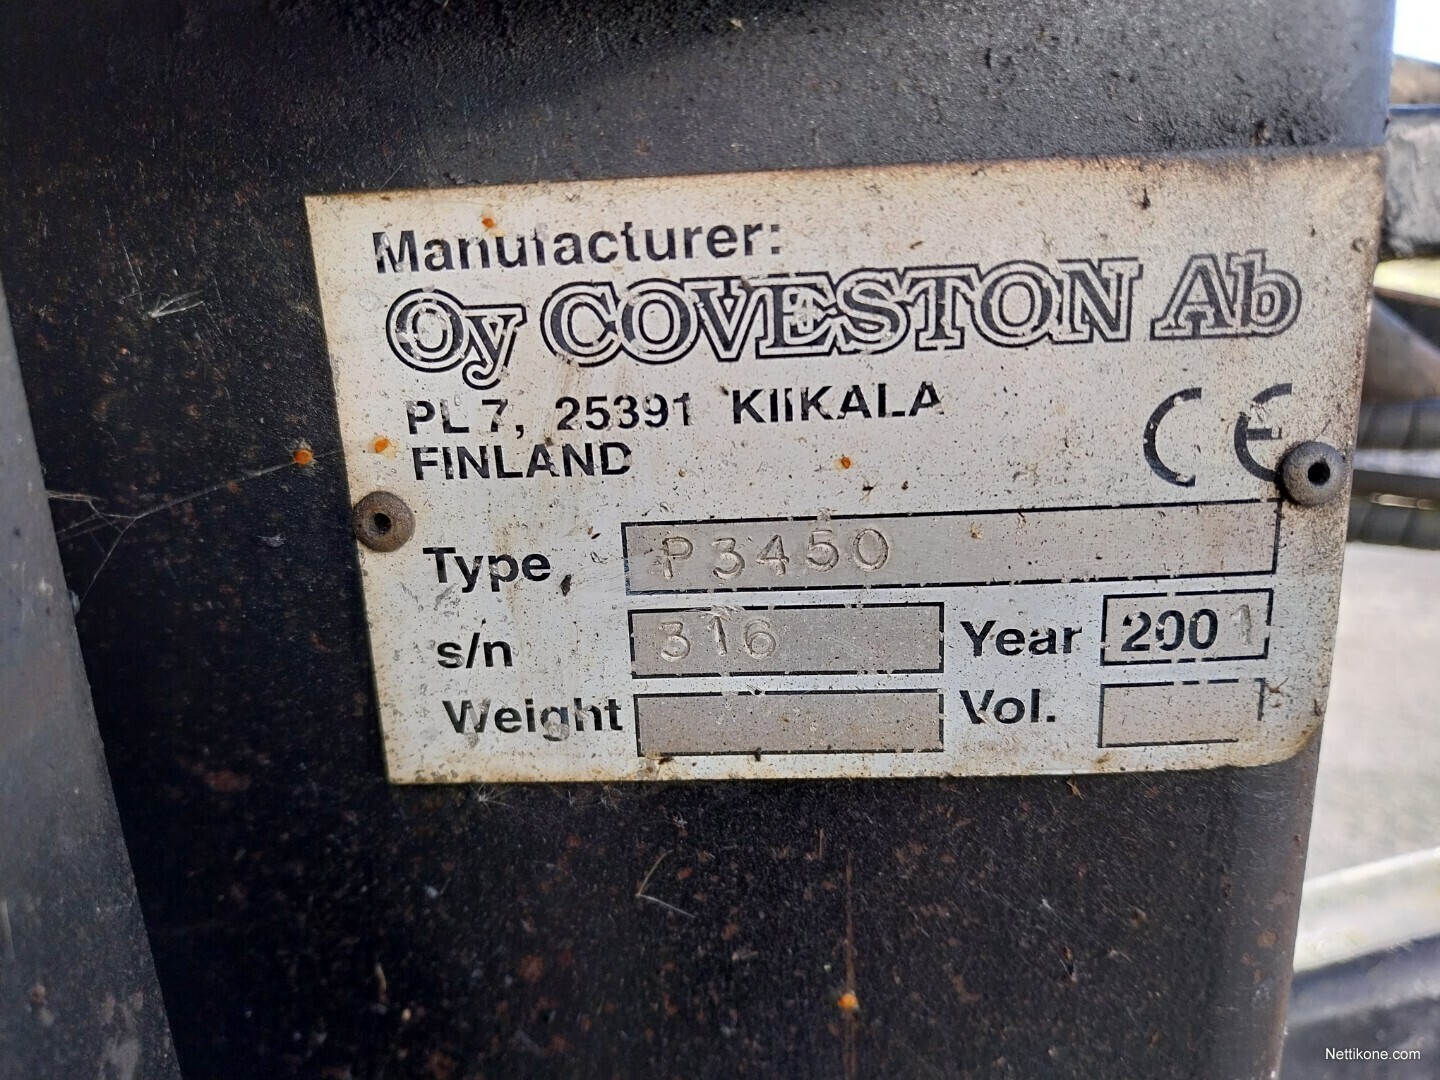 Manufacturer:
Oy COVESTON Ab
PL 7, 25391 KIIKALA
FINLAND
CE
Type P3450
s/n 316 Year 2001
Weight Vol.
Nettikone.com